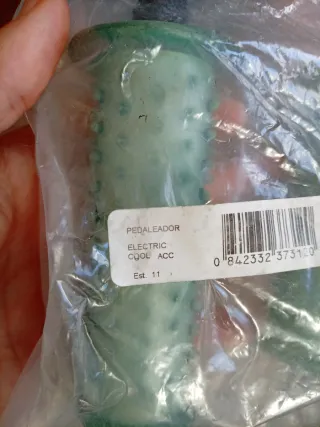 PEDALEADOR
ELECTRIC
COOL ACC
Est. 11
0 842332 373120